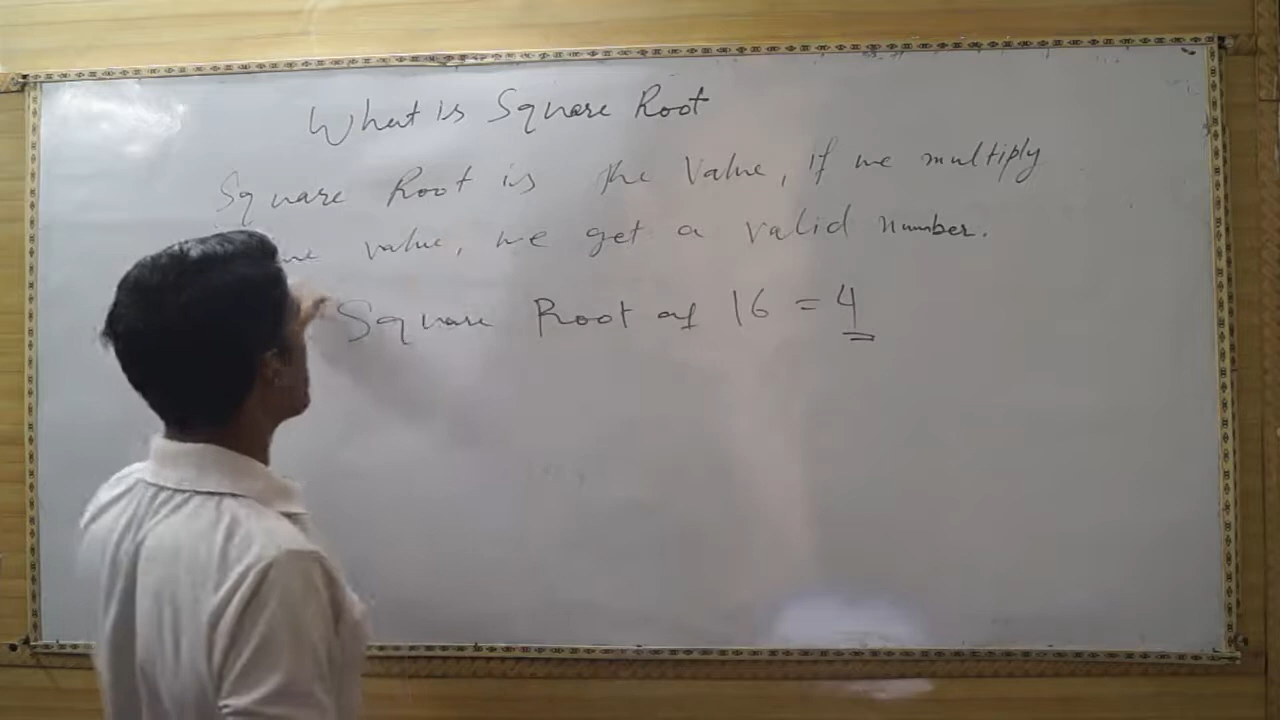 What is Square Root
Square Root is the Value, if we multiply
value, we get a valid number.
Square Root of 16 = 4